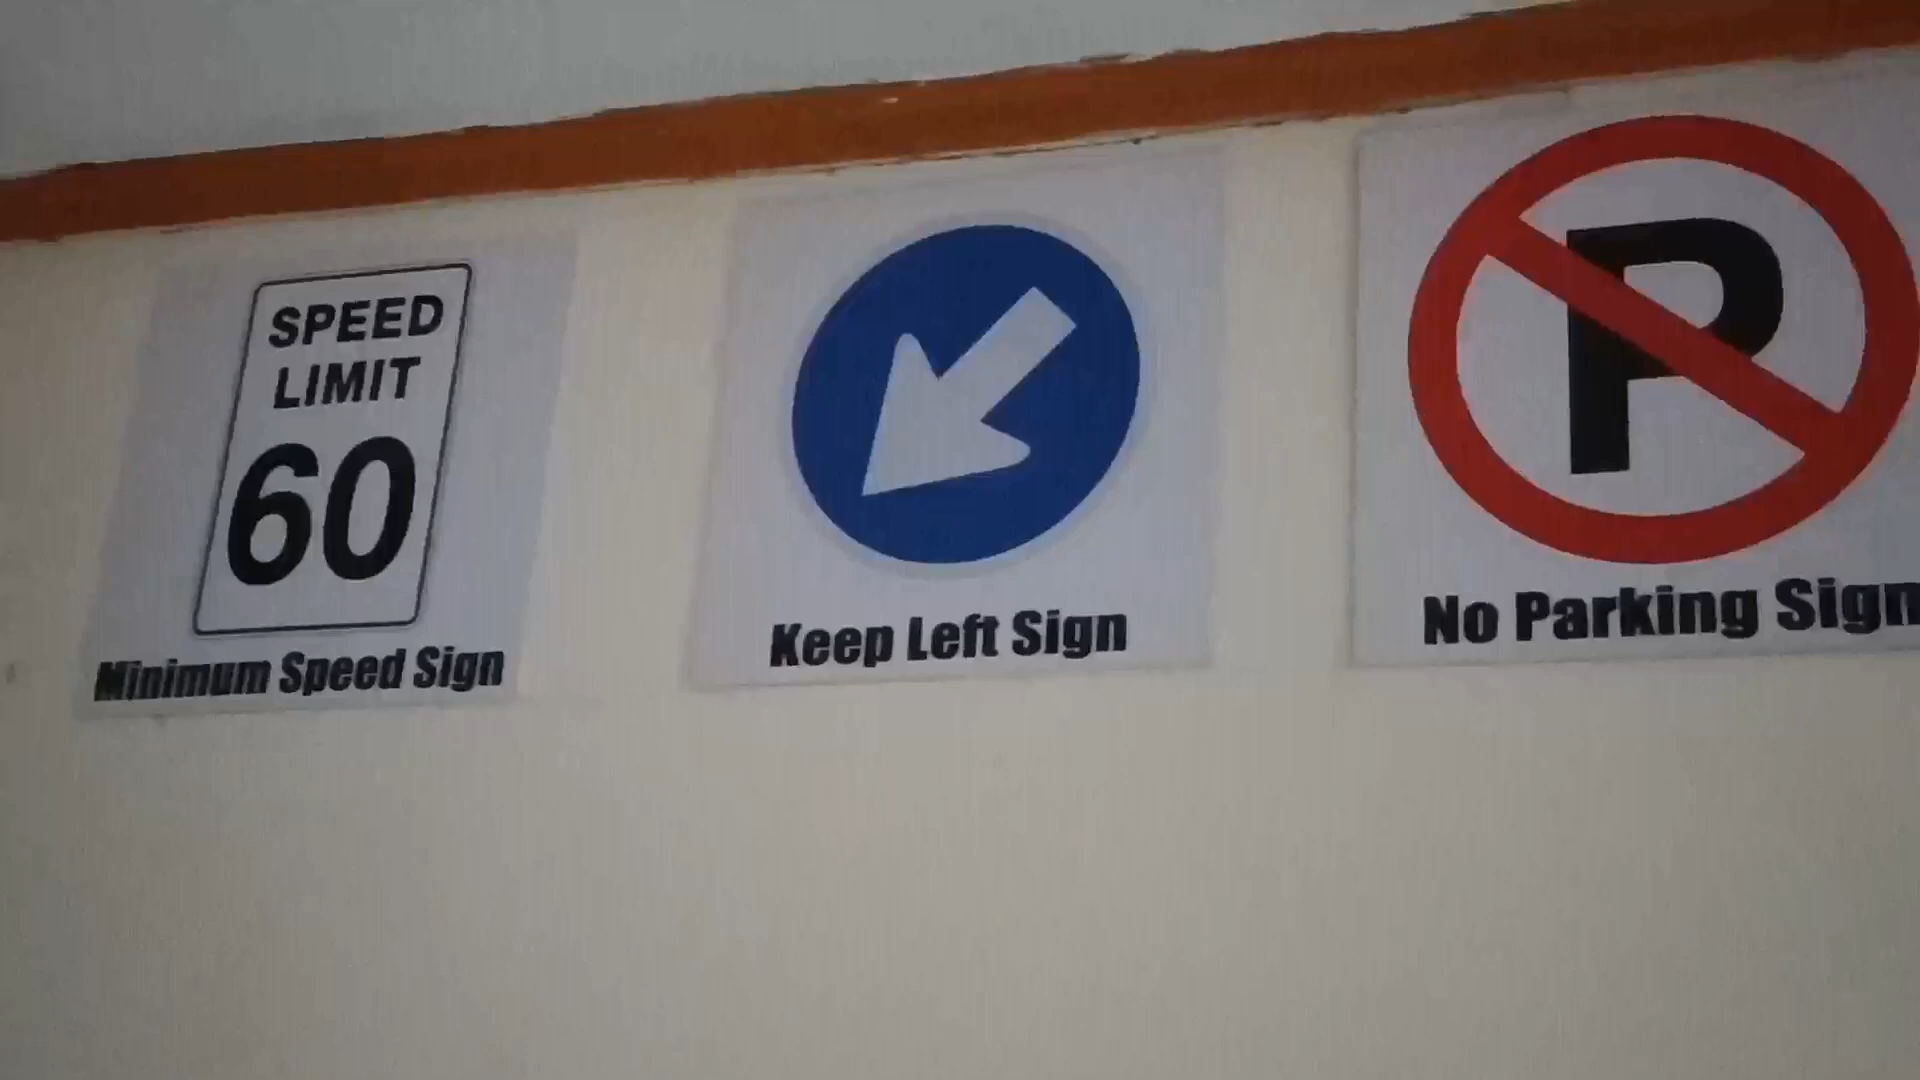 SPEED
LIMIT
60
Minimum Speed Sign
Keep Left Sign
P
No Parking Sign